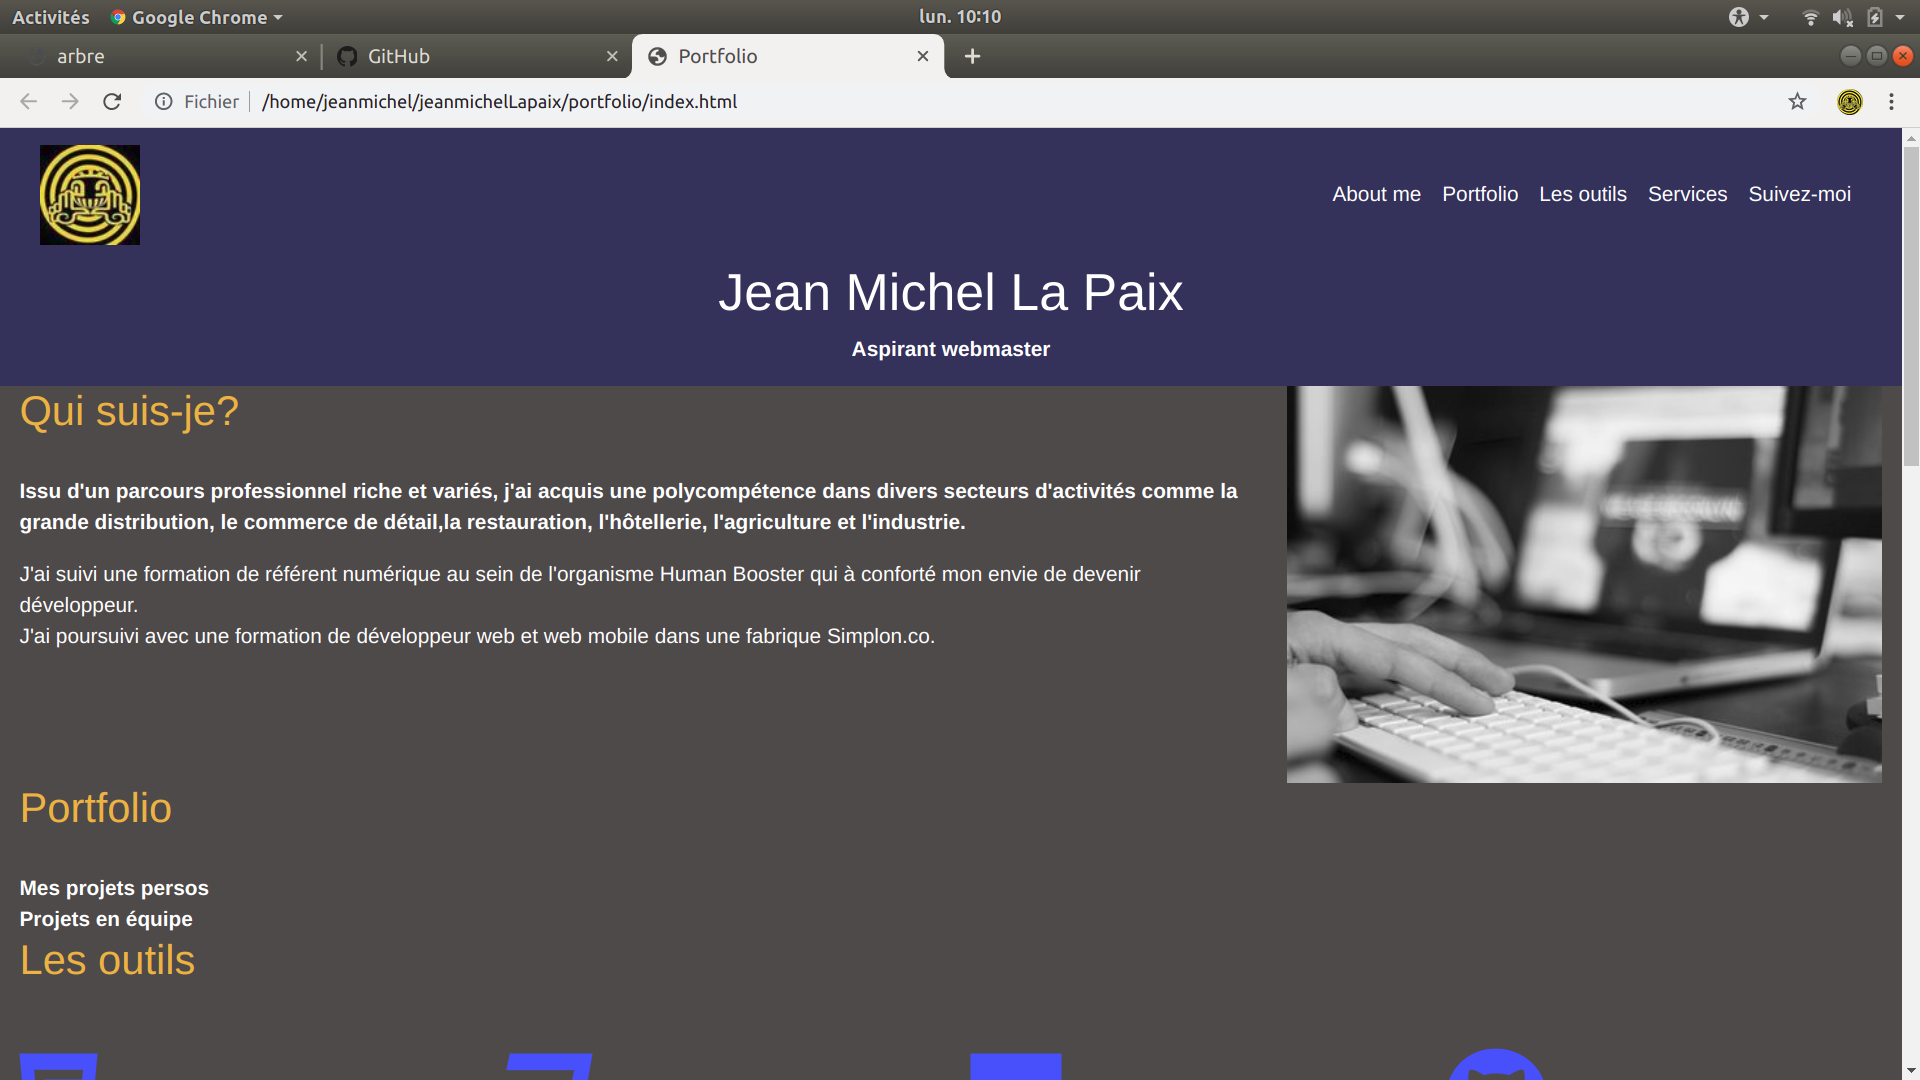 Activités Google Chrome lun. 10:10
arbre GitHub Portfolio
Fichier /home/jeanmichel/jeanmichelLapaix/portfolio/index.html
About me Portfolio Les outils Services Suivez-moi
Jean Michel La Paix
Aspirant webmaster
Qui suis-je?
Issu d'un parcours professionnel riche et variés, j'ai acquis une polycompétence dans divers secteurs d'activités comme la
grande distribution, le commerce de détail,la restauration, l'hôtellerie, l'agriculture et l'industrie.
J'ai suivi une formation de référent numérique au sein de l'organisme Human Booster qui à conforté mon envie de devenir
développeur.
J'ai poursuivi avec une formation de développeur web et web mobile dans une fabrique Simplon.co.
Portfolio
Mes projets persos
Projets en équipe
Les outils